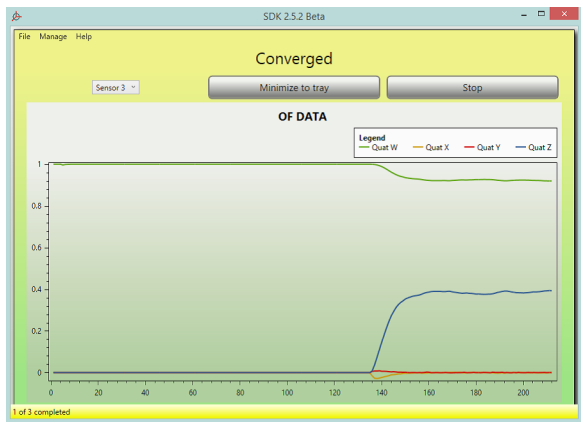 SDK 2.5.2 Beta
File Manage Help
Converged
Sensor 3 Minimize to tray Stop
OF DATA
Legend
Quat W Quat X Quat Y Quat Z
1
0.8
0.6
0.4
0.2
0
0 20 40 60 80 100 120 140 160 180 200
1 of 3 completed